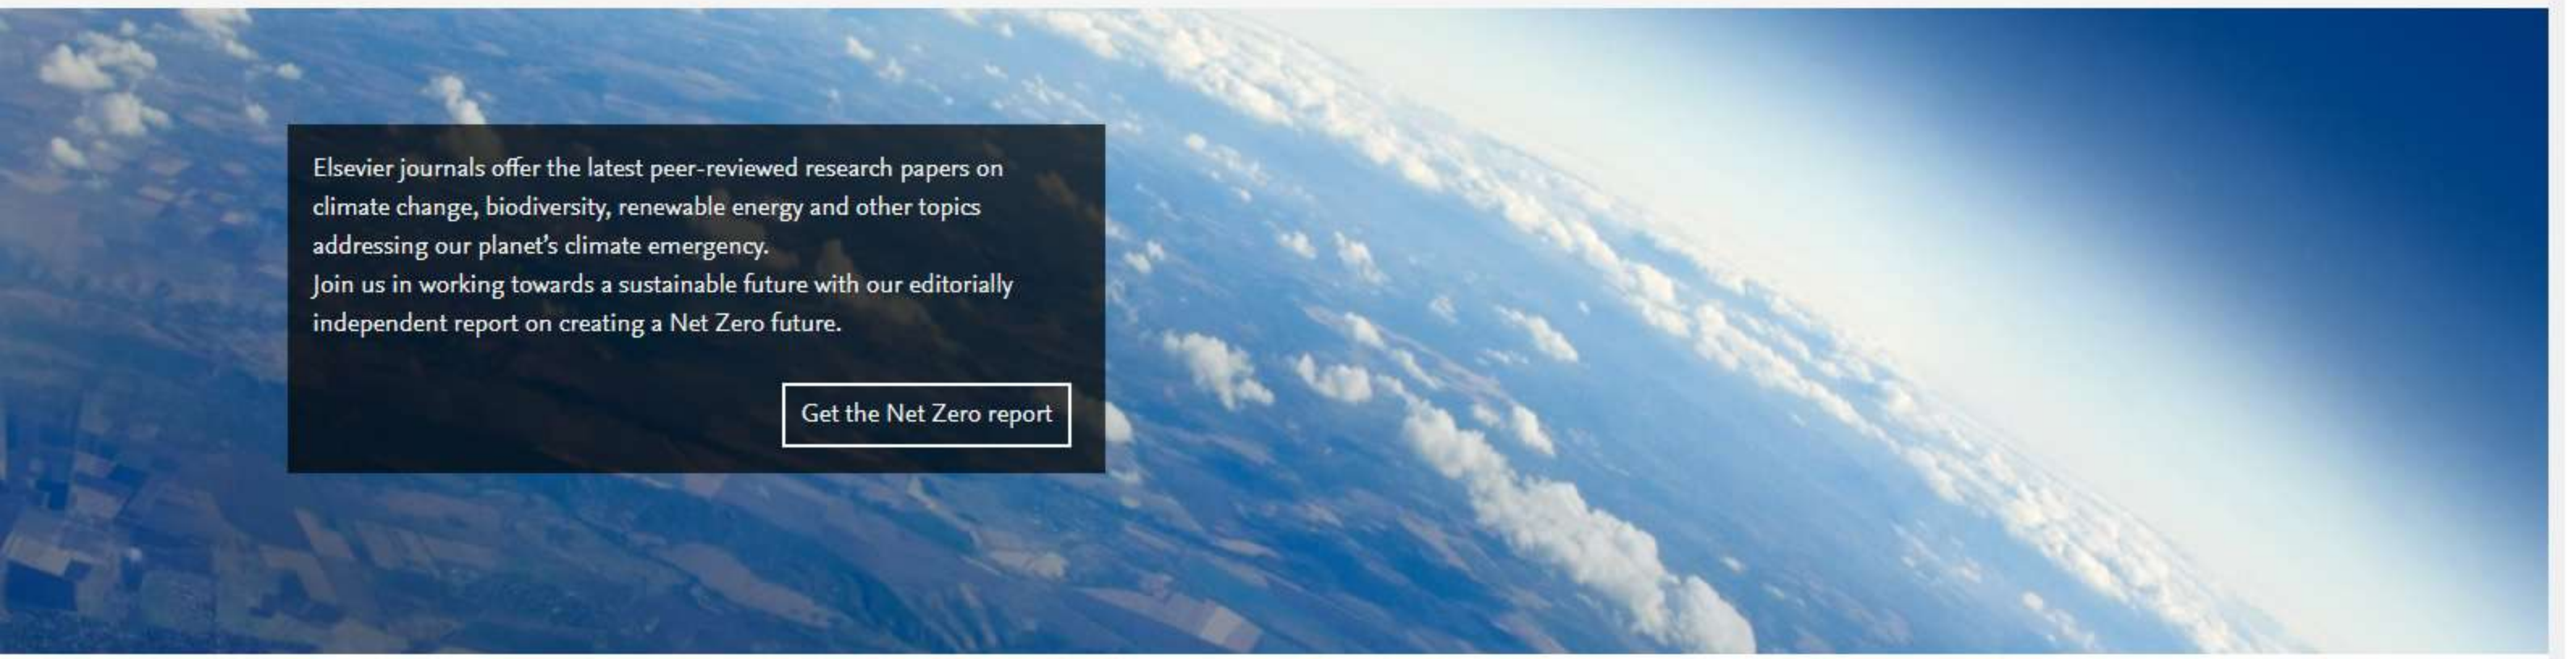 Elsevier journals offer the latest peer-reviewed research papers on
climate change, biodiversity, renewable energy and other topics
addressing our planet’s climate emergency.
Join us in working towards a sustainable future with our editorially
independent report on creating a Net Zero future.
Get the Net Zero report